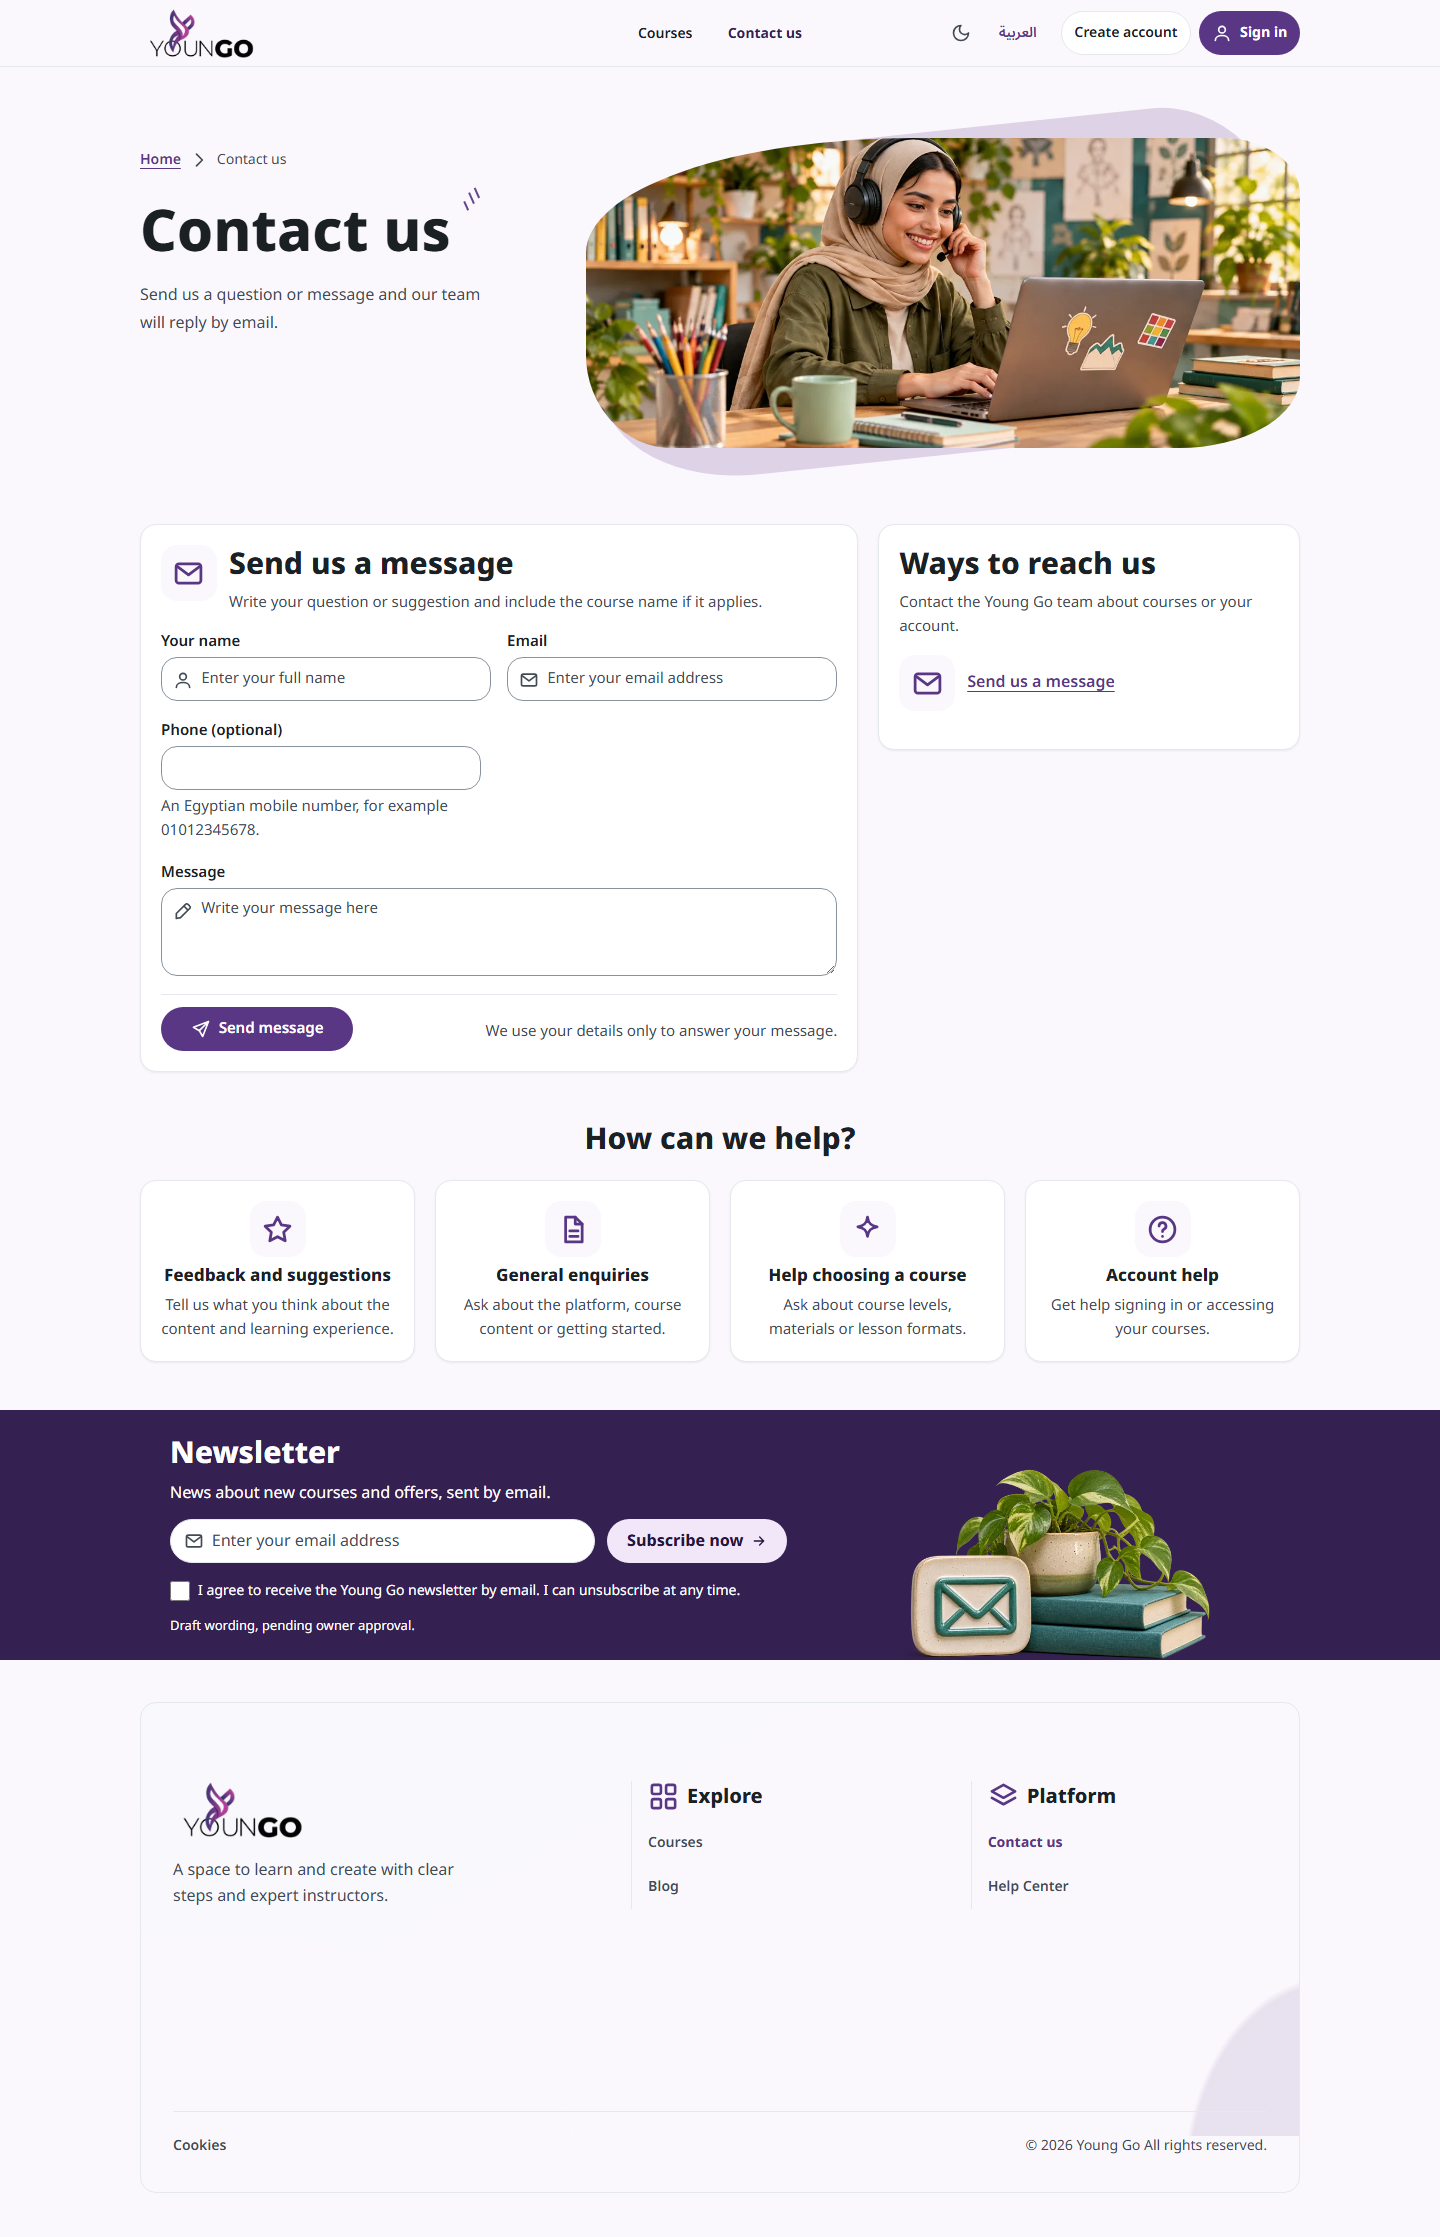 YOUNGO
Courses
Contact us
العربية
Create account
Sign in
Home
Contact us
Contact us
Send us a question or message and our team
will reply by email.
Send us a message
Write your question or suggestion and include the course name if it applies.
Your name
Email
Enter your full name
Enter your email address
Phone (optional)
An Egyptian mobile number, for example
01012345678.
Message
Write your message here
Send message
We use your details only to answer your message.
Ways to reach us
Contact the Young Go team about courses or your
account.
Send us a message
How can we help?
Feedback and suggestions
Tell us what you think about the
content and learning experience.
General enquiries
Ask about the platform, course
content or getting started.
Help choosing a course
Ask about course levels,
materials or lesson formats.
Account help
Get help signing in or accessing
your courses.
Newsletter
News about new courses and offers, sent by email.
Enter your email address
Subscribe now
I agree to receive the Young Go newsletter by email. I can unsubscribe at any time.
Draft wording, pending owner approval.
YOUNGO
A space to learn and create with clear
steps and expert instructors.
Explore
Courses
Blog
Platform
Contact us
Help Center
Cookies
© 2026 Young Go All rights reserved.